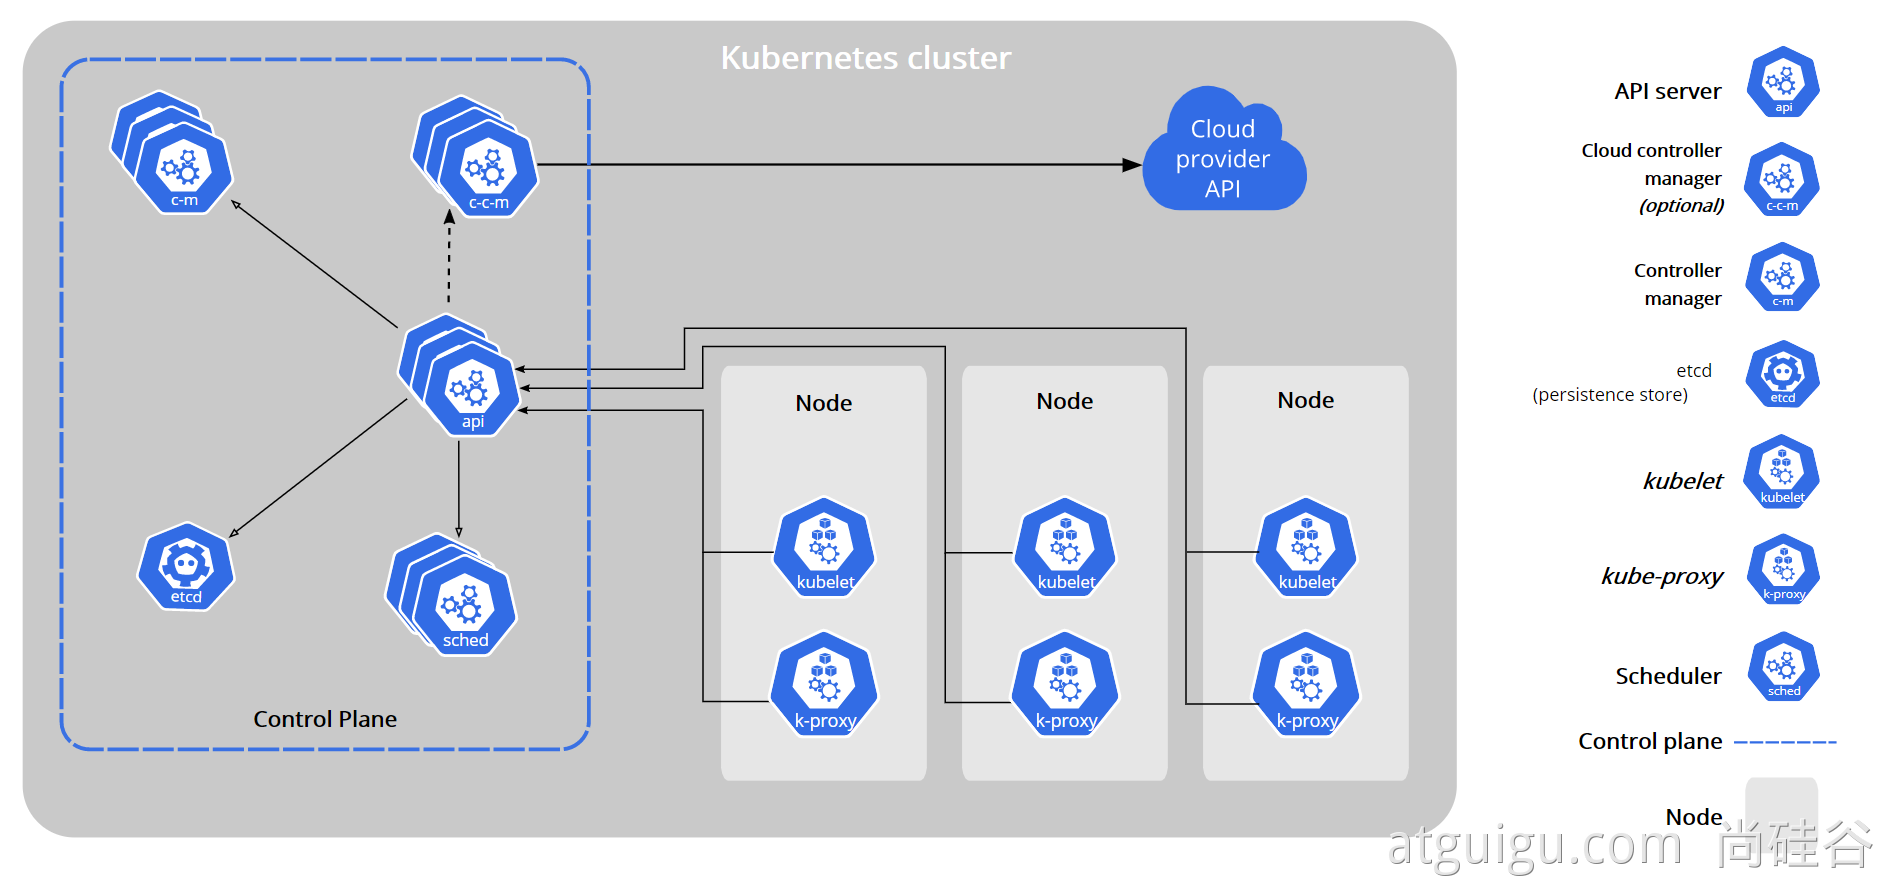 Kubernetes cluster
c-m
c-c-m
Cloud
provider
API
api
etcd
sched
Control Plane
Node
kubelet
k-proxy
Node
kubelet
k-proxy
Node
kubelet
k-proxy
API server
api
Cloud controller
manager
(optional)
c-c-m
Controller
manager
c-m
etcd
(persistence store)
etcd
kubelet
kubelet
kube-proxy
k-proxy
Scheduler
sched
Control plane
Node
atguigu.com 尚硅谷